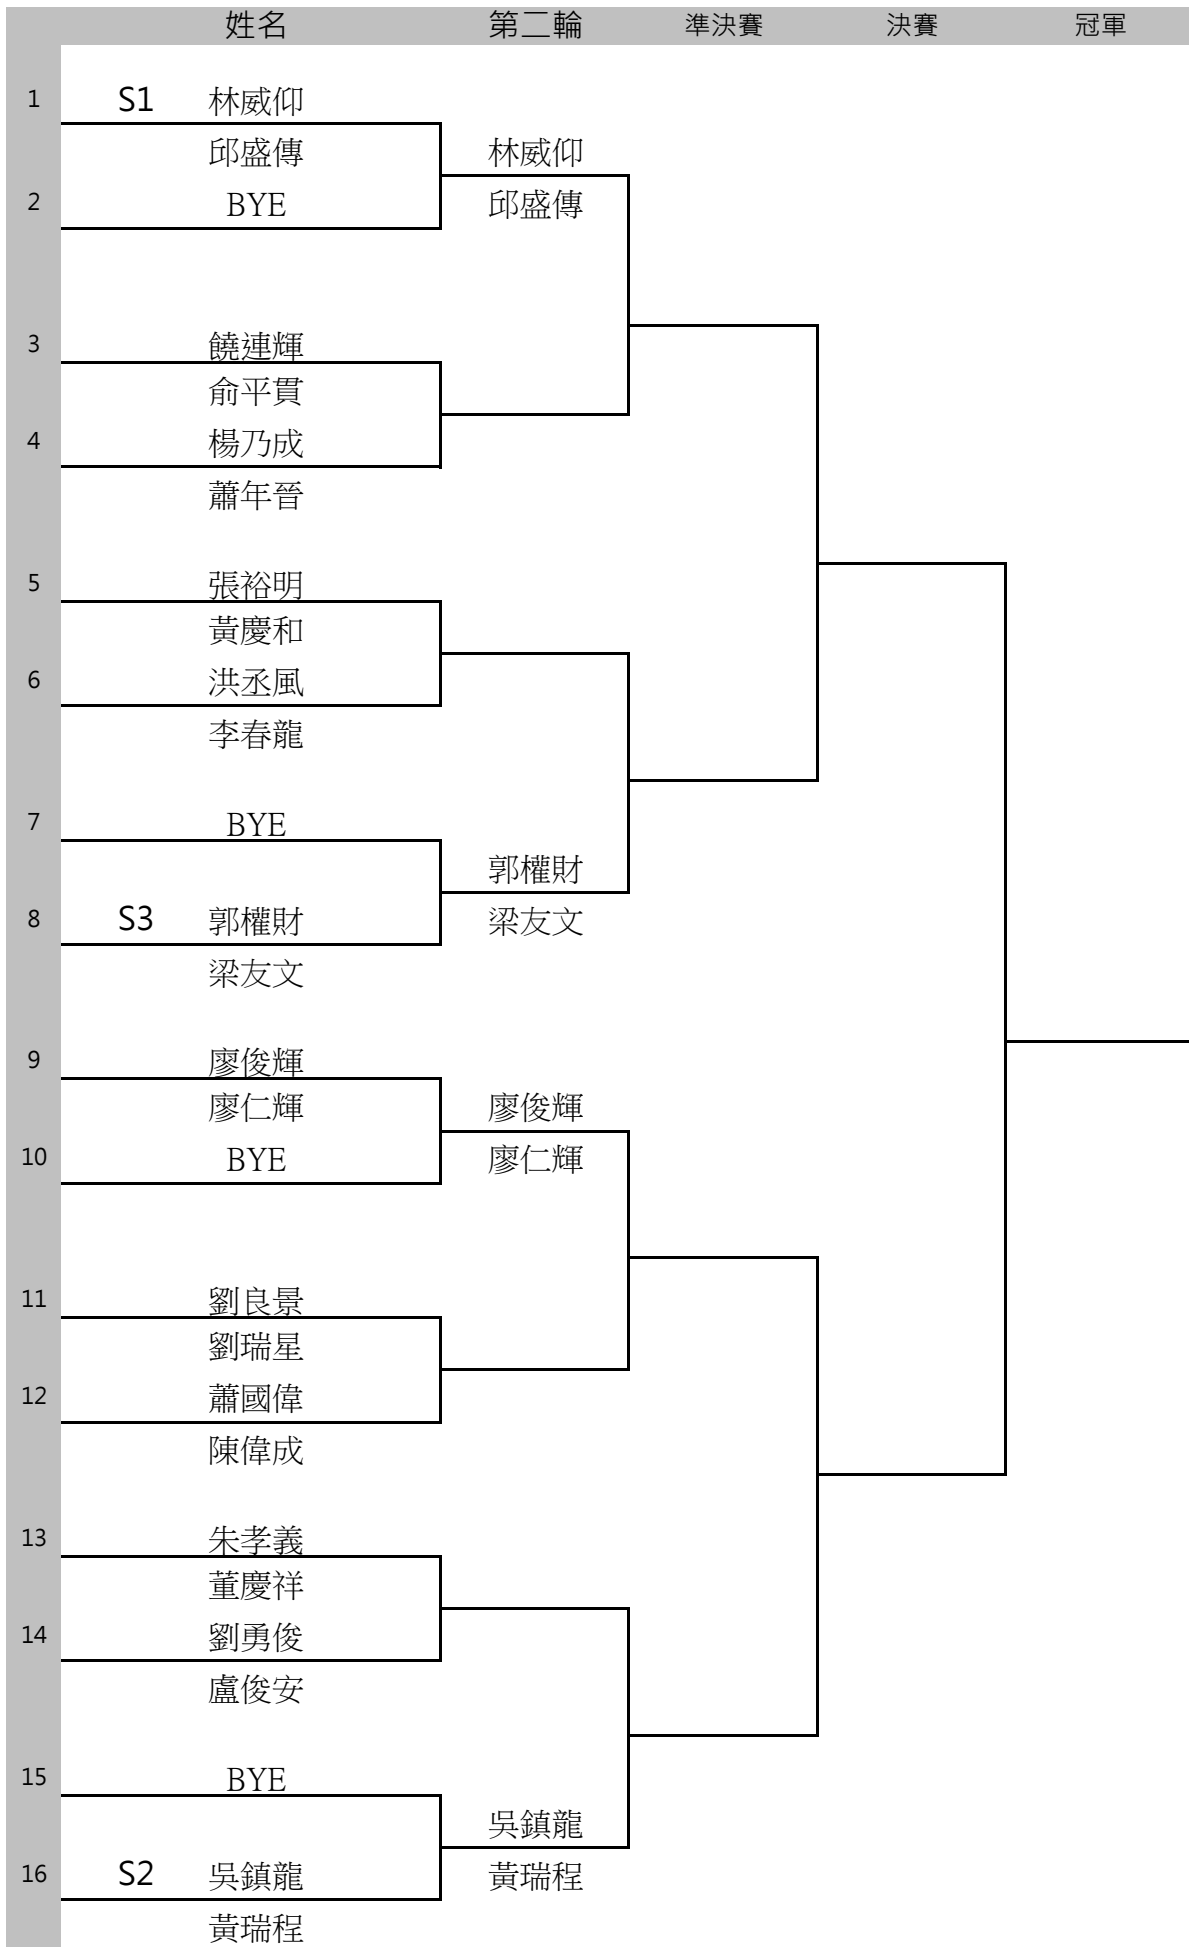 姓名 第二輪 準決賽 決賽 冠軍
1 S1 林威仰
邱盛傳 林威仰
2 BYE 邱盛傳
3 饒連輝
俞平貫
4 楊乃成
蕭年晉
5 張裕明
黃慶和
6 洪丞風
李春龍
7 BYE
郭權財
8 S3 郭權財 梁友文
梁友文
9 廖俊輝
廖仁輝 廖俊輝
10 BYE 廖仁輝
11 劉良景
劉瑞星
12 蕭國偉
陳偉成
13 朱孝義
董慶祥
14 劉勇俊
盧俊安
15 BYE
吳鎮龍
16 S2 吳鎮龍 黃瑞程
黃瑞程